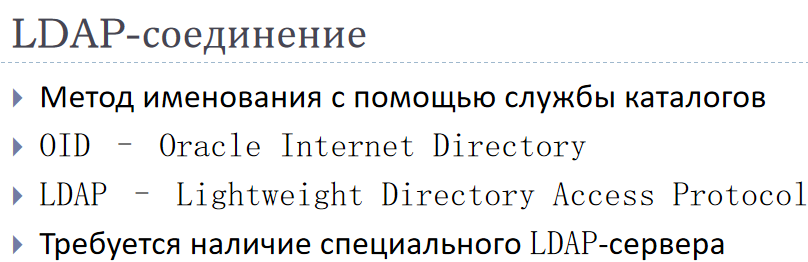 LDAP-соединение
Метод именования с помощью службы каталогов
OID – Oracle Internet Directory
LDAP – Lightweight Directory Access Protocol
Требуется наличие специального LDAP-сервера